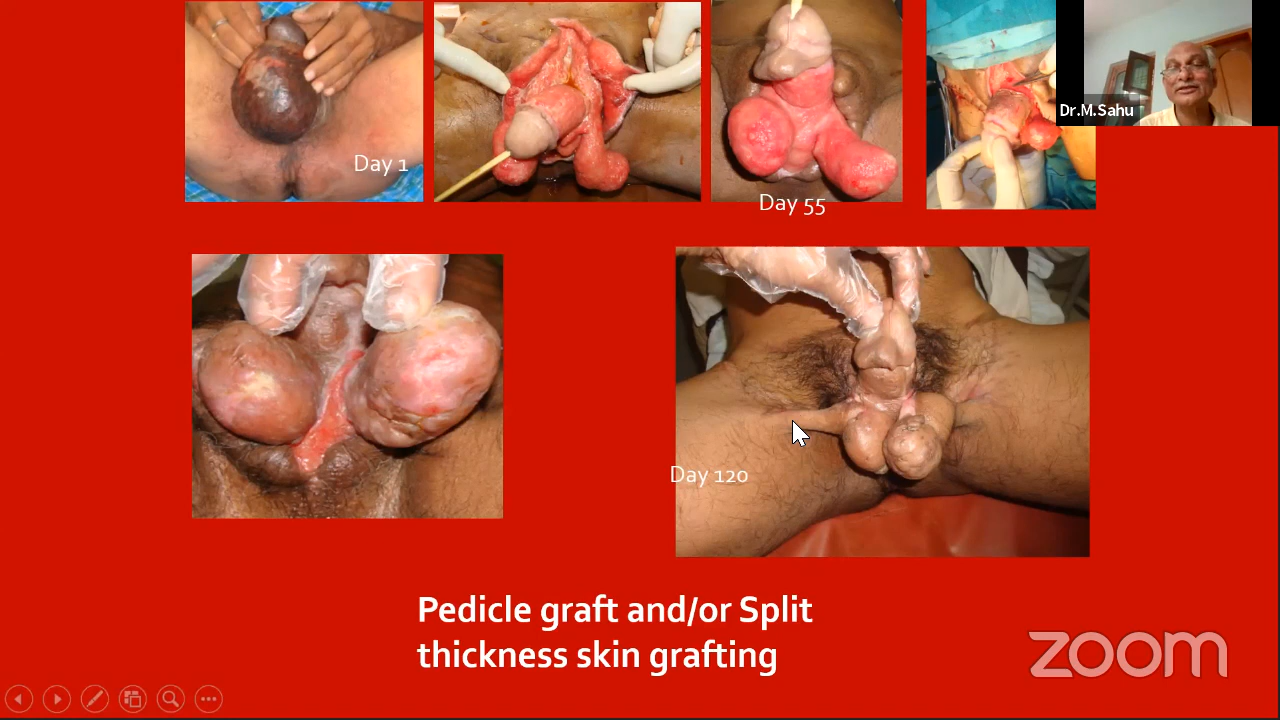 Day 1
Dr.M.Sahu
Day 55
Day 120
Pedicle graft and/or Split
thickness skin grafting
zoom